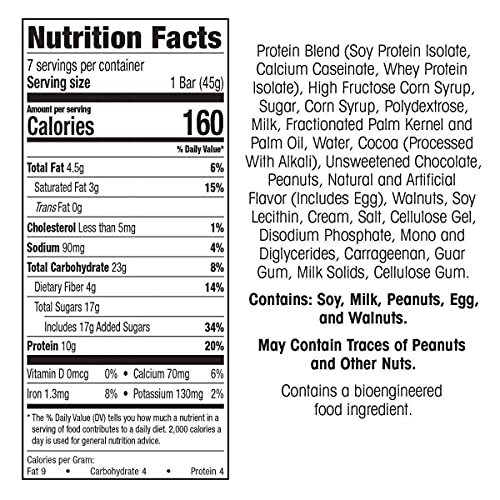 Nutrition Facts
7 servings per container
Serving size 1 Bar (45g)
Amount per serving
Calories 160
% Daily Value*
Total Fat 4.5g 6%
Saturated Fat 3g 15%
Trans Fat 0g
Cholesterol Less than 5mg 1%
Sodium 90mg 4%
Total Carbohydrate 23g 8%
Dietary Fiber 4g 14%
Total Sugars 17g
Includes 17g Added Sugars 34%
Protein 10g 20%
Vitamin D 0mcg 0% • Calcium 70mg 6%
Iron 1.3mg 8% • Potassium 130mg 2%
* The % Daily Value (DV) tells you how much a nutrient in a
serving of food contributes to a daily diet. 2,000 calories a
day is used for general nutrition advice.
Calories per Gram:
Fat 9 • Carbohydrate 4 • Protein 4
Protein Blend (Soy Protein Isolate,
Calcium Caseinate, Whey Protein
Isolate), High Fructose Corn Syrup,
Sugar, Corn Syrup, Polydextrose,
Milk, Fractionated Palm Kernel and
Palm Oil, Water, Cocoa (Processed
With Alkali), Unsweetened Chocolate,
Peanuts, Natural and Artificial
Flavor (Includes Egg), Walnuts, Soy
Lecithin, Cream, Salt, Cellulose Gel,
Disodium Phosphate, Mono and
Diglycerides, Carrageenan, Guar
Gum, Milk Solids, Cellulose Gum.
Contains: Soy, Milk, Peanuts, Egg,
and Walnuts.
May Contain Traces of Peanuts
and Other Nuts.
Contains a bioengineered
food ingredient.